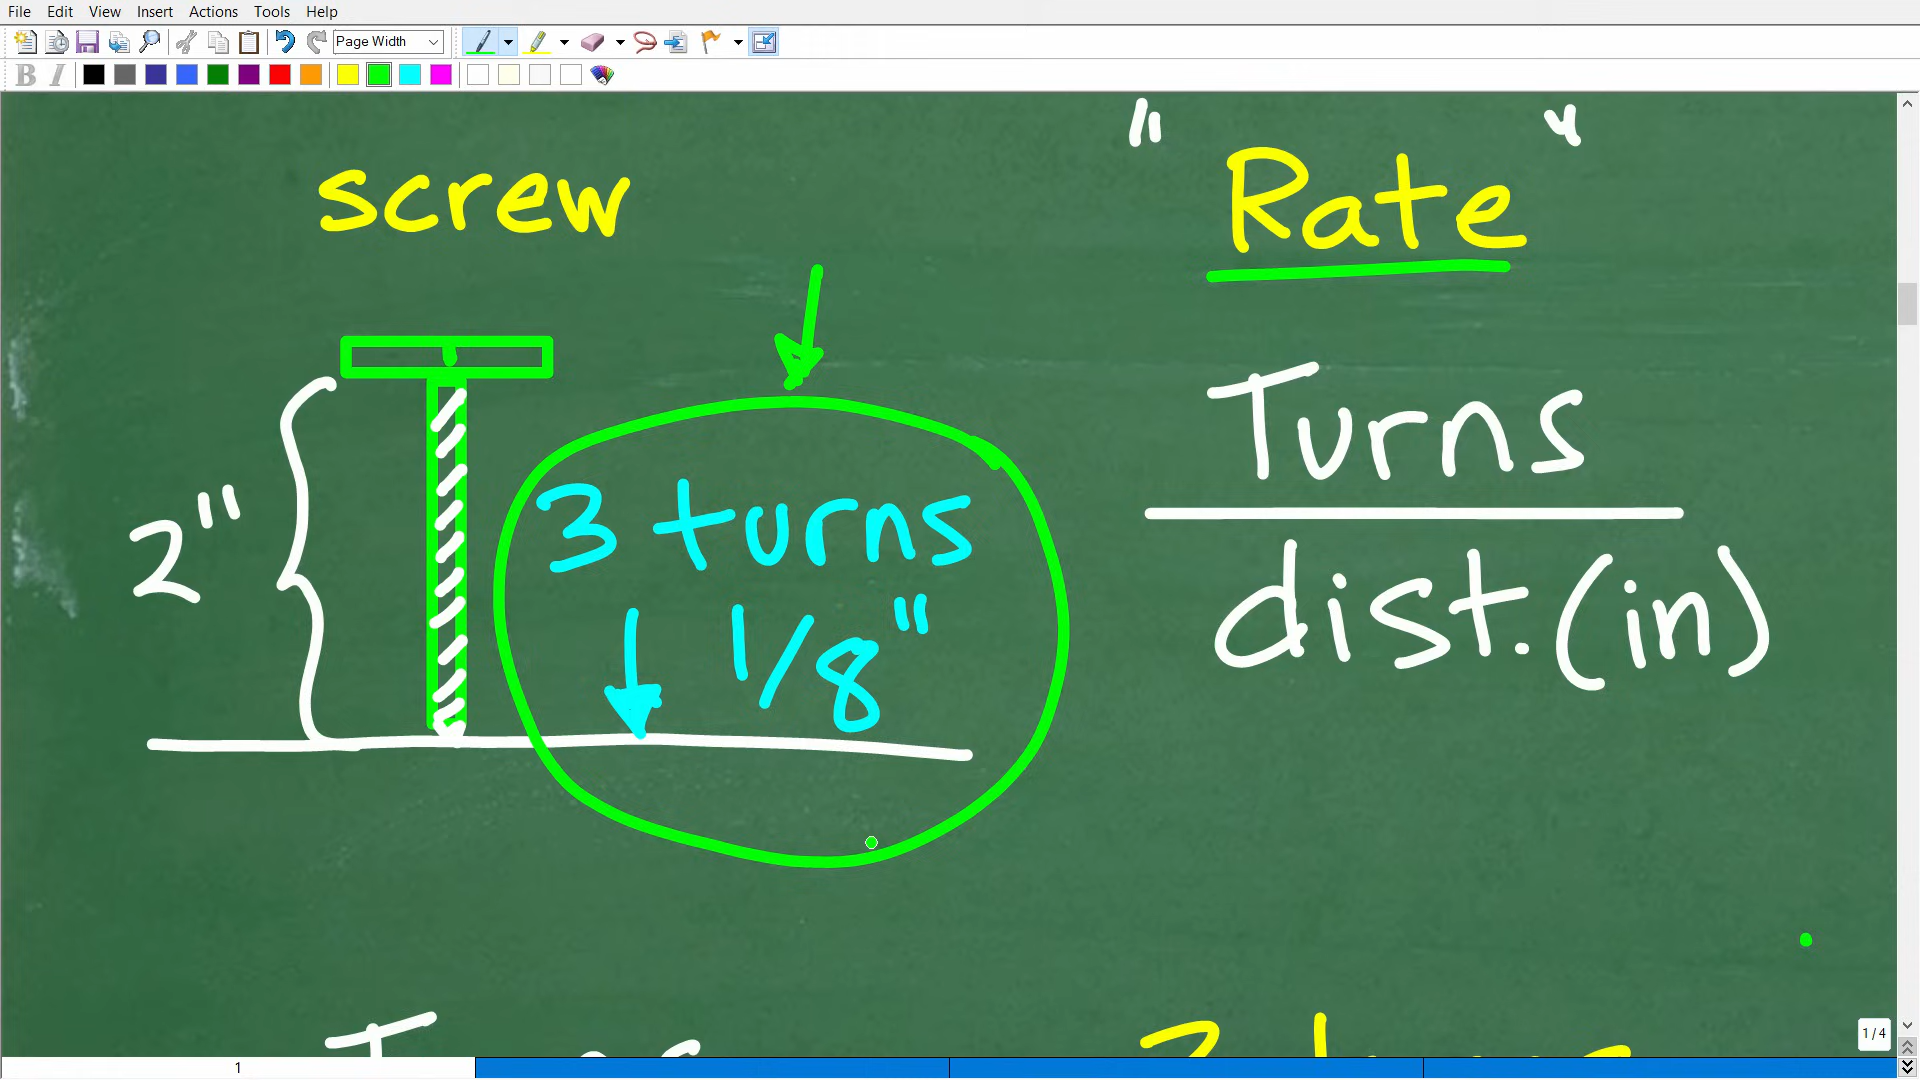 File Edit View Insert Actions Tools Help
Page Width
B I
screw
" Rate "
2"
3 turns
1/8"
Turns
dist. (in)
1 / 4
1